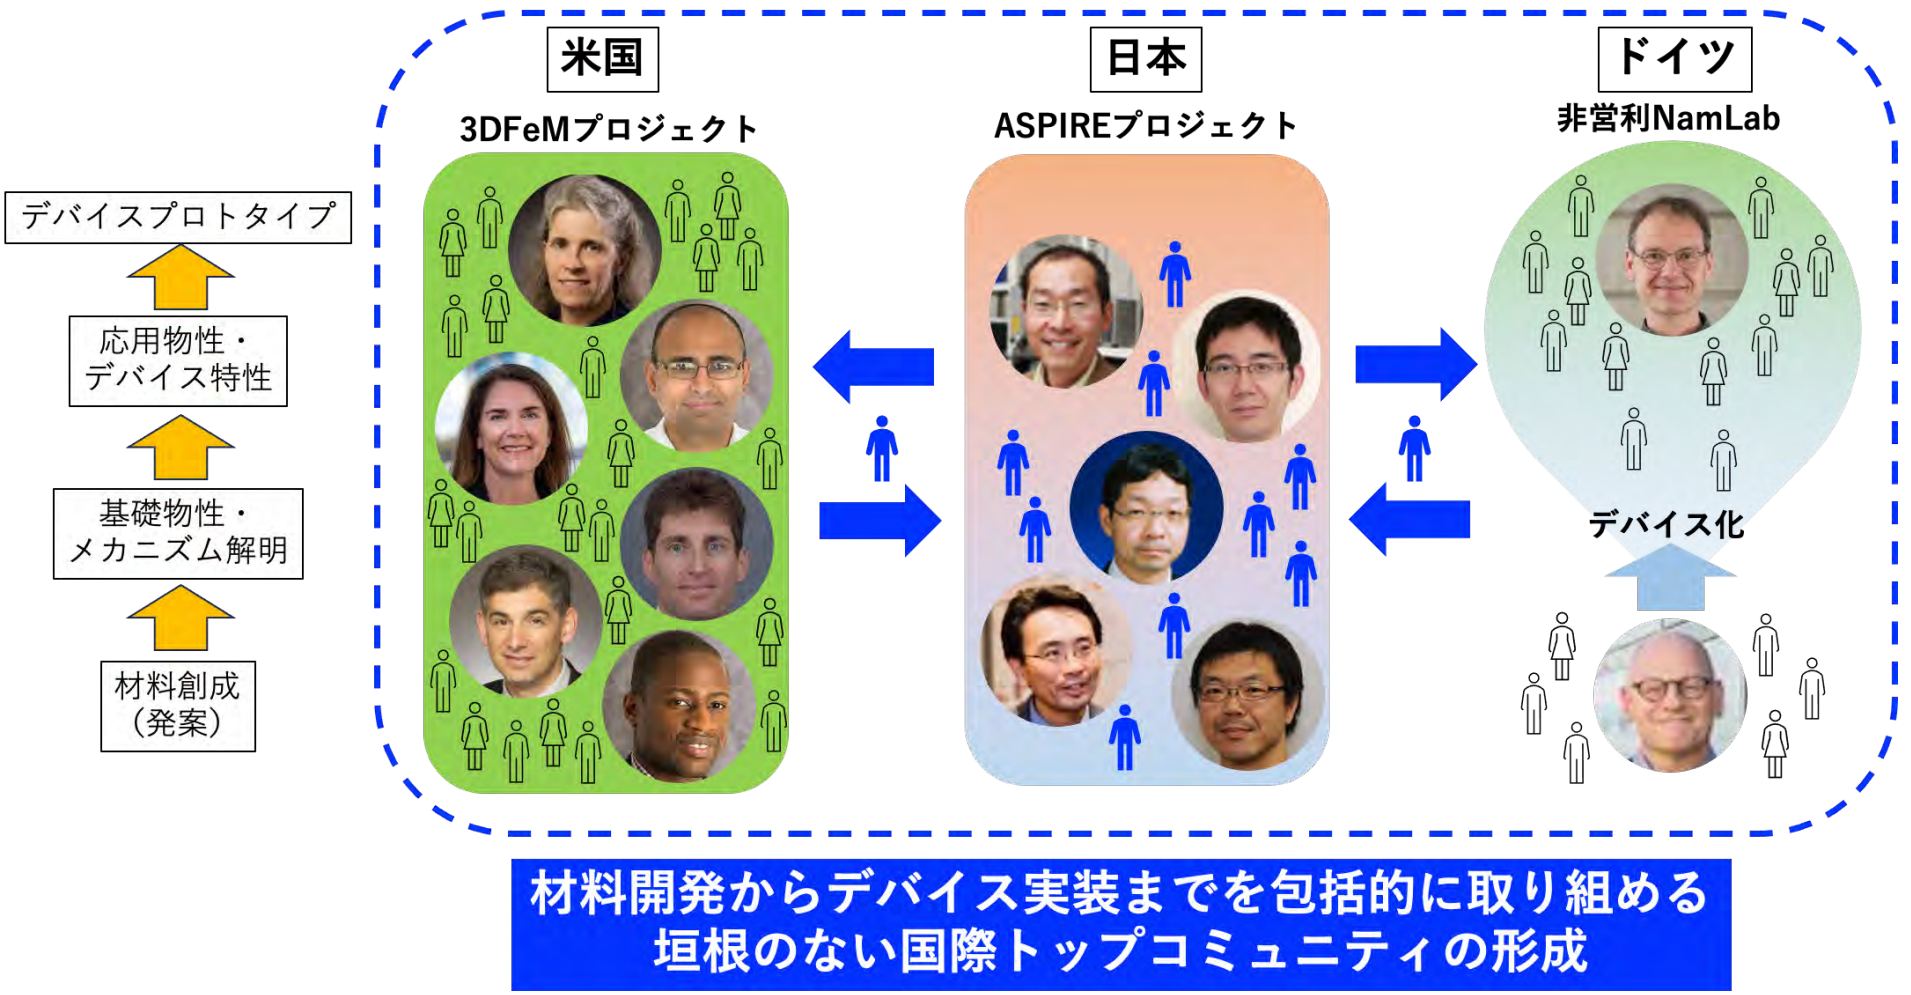 米国
日本
ドイツ
3DFeMプロジェクト
ASPIREプロジェクト
非営利NamLab
デバイスプロトタイプ
応用物性・
デバイス特性
基礎物性・
メカニズム解明
材料創成
（発案）
デバイス化
材料開発からデバイス実装までを包括的に取り組める
垣根のない国際トップコミュニティの形成